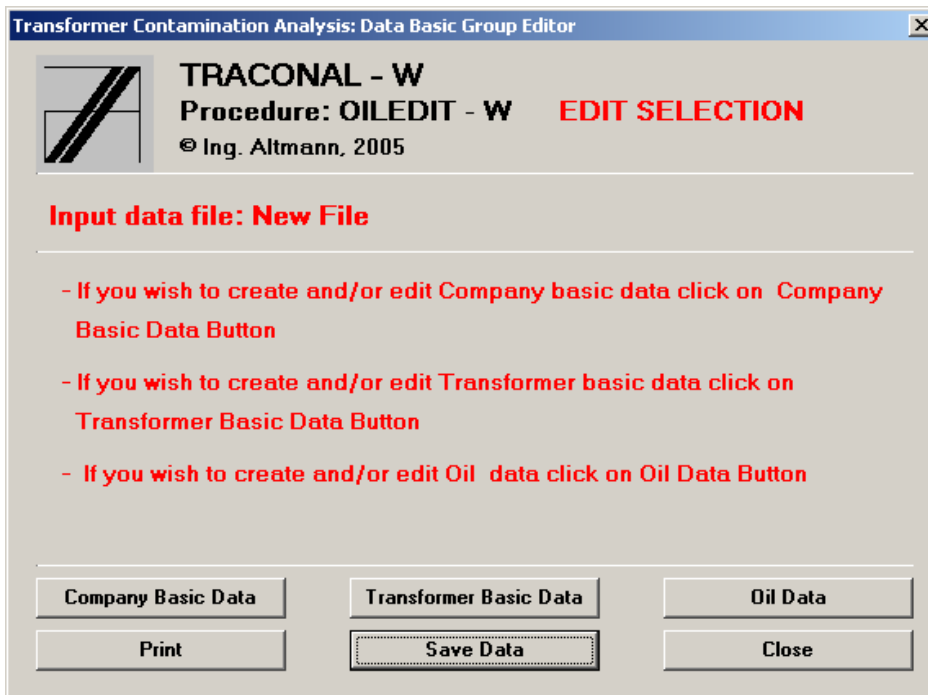 Transformer Contamination Analysis: Data Basic Group Editor
TRACONAL - W
Procedure: OILEDIT - W EDIT SELECTION
© Ing. Altmann, 2005
Input data file: New File
- If you wish to create and/or edit Company basic data click on Company
Basic Data Button
- If you wish to create and/or edit Transformer basic data click on
Transformer Basic Data Button
- If you wish to create and/or edit Oil data click on Oil Data Button
Company Basic Data Transformer Basic Data Oil Data
Print Save Data Close